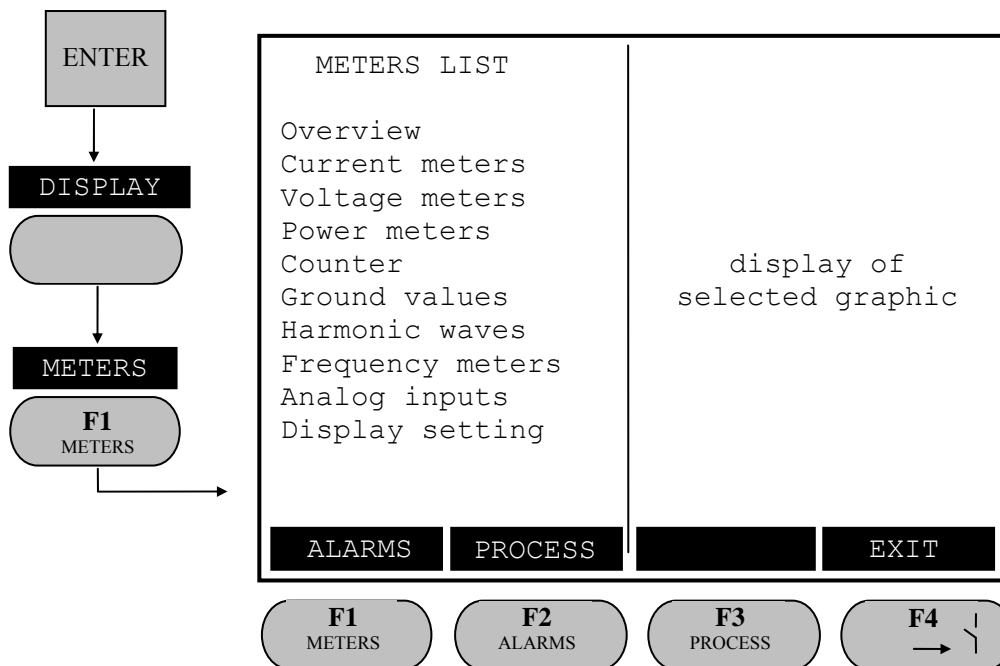 ENTER
DISPLAY
METERS
F1
METERS
METERS LIST
Overview
Current meters
Voltage meters
Power meters
Counter
Ground values
Harmonic waves
Frequency meters
Analog inputs
Display setting
display of
selected graphic
ALARMS PROCESS EXIT
F1 F2 F3 F4
METERS ALARMS PROCESS